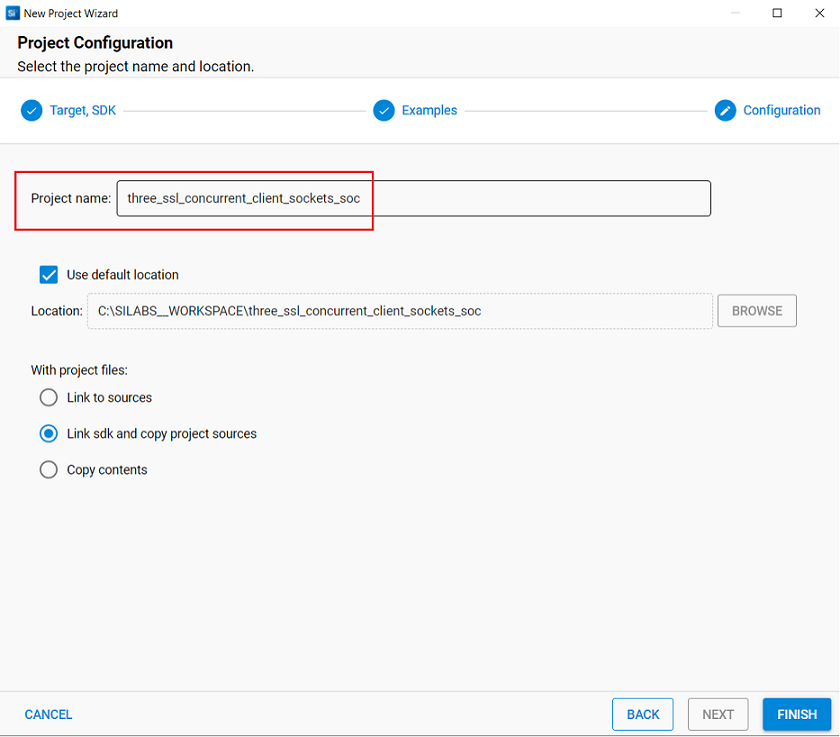 Si New Project Wizard
Project Configuration
Select the project name and location.
Target, SDK Examples Configuration
Project name: three_ssl_concurrent_client_sockets_soc
Use default location
Location: C:\SILABS__WORKSPACE\three_ssl_concurrent_client_sockets_soc BROWSE
With project files:
Link to sources
Link sdk and copy project sources
Copy contents
CANCEL BACK NEXT FINISH